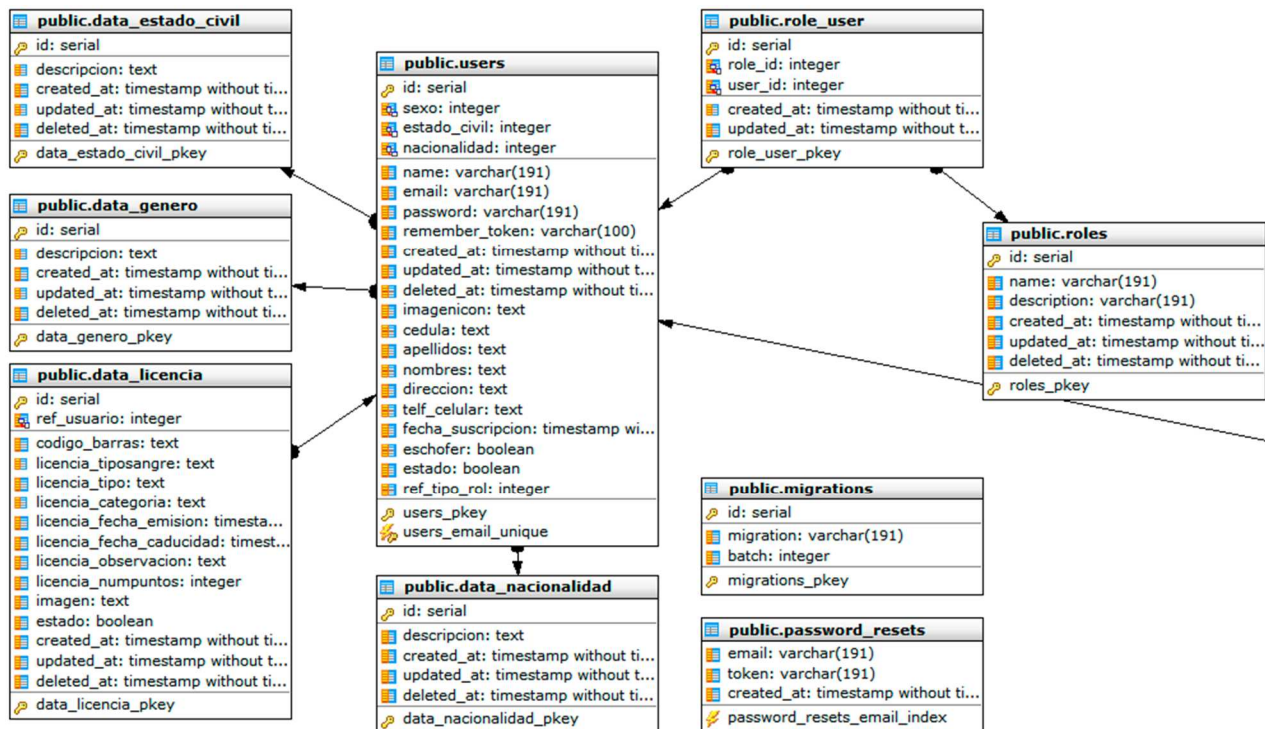 public.data_estado_civil
id: serial
descripcion: text
created_at: timestamp without ti...
updated_at: timestamp without ti...
deleted_at: timestamp without ti...
data_estado_civil_pkey
public.data_genero
id: serial
descripcion: text
created_at: timestamp without ti...
updated_at: timestamp without ti...
deleted_at: timestamp without ti...
data_genero_pkey
public.data_licencia
id: serial
ref_usuario: integer
codigo_barras: text
licencia_tiposangre: text
licencia_tipo: text
licencia_categoria: text
licencia_fecha_emision: timesta...
licencia_fecha_caducidad: timest...
licencia_observacion: text
licencia_numpuntos: integer
imagen: text
estado: boolean
created_at: timestamp without ti...
updated_at: timestamp without ti...
deleted_at: timestamp without ti...
data_licencia_pkey
public.users
id: serial
sexo: integer
estado_civil: integer
nacionalidad: integer
name: varchar(191)
email: varchar(191)
password: varchar(191)
remember_token: varchar(100)
created_at: timestamp without ti...
updated_at: timestamp without ti...
deleted_at: timestamp without ti...
imagenicon: text
cedula: text
apellidos: text
nombres: text
direccion: text
telf_celular: text
fecha_suscripcion: timestamp wi...
eschofer: boolean
estado: boolean
ref_tipo_rol: integer
users_pkey
users_email_unique
public.data_nacionalidad
id: serial
descripcion: text
created_at: timestamp without ti...
updated_at: timestamp without ti...
deleted_at: timestamp without ti...
data_nacionalidad_pkey
public.role_user
id: serial
role_id: integer
user_id: integer
created_at: timestamp without ti...
updated_at: timestamp without ti...
role_user_pkey
public.roles
id: serial
name: varchar(191)
description: varchar(191)
created_at: timestamp without ti...
updated_at: timestamp without ti...
deleted_at: timestamp without ti...
roles_pkey
public.migrations
id: serial
migration: varchar(191)
batch: integer
migrations_pkey
public.password_resets
email: varchar(191)
token: varchar(191)
created_at: timestamp without ti...
password_resets_email_index